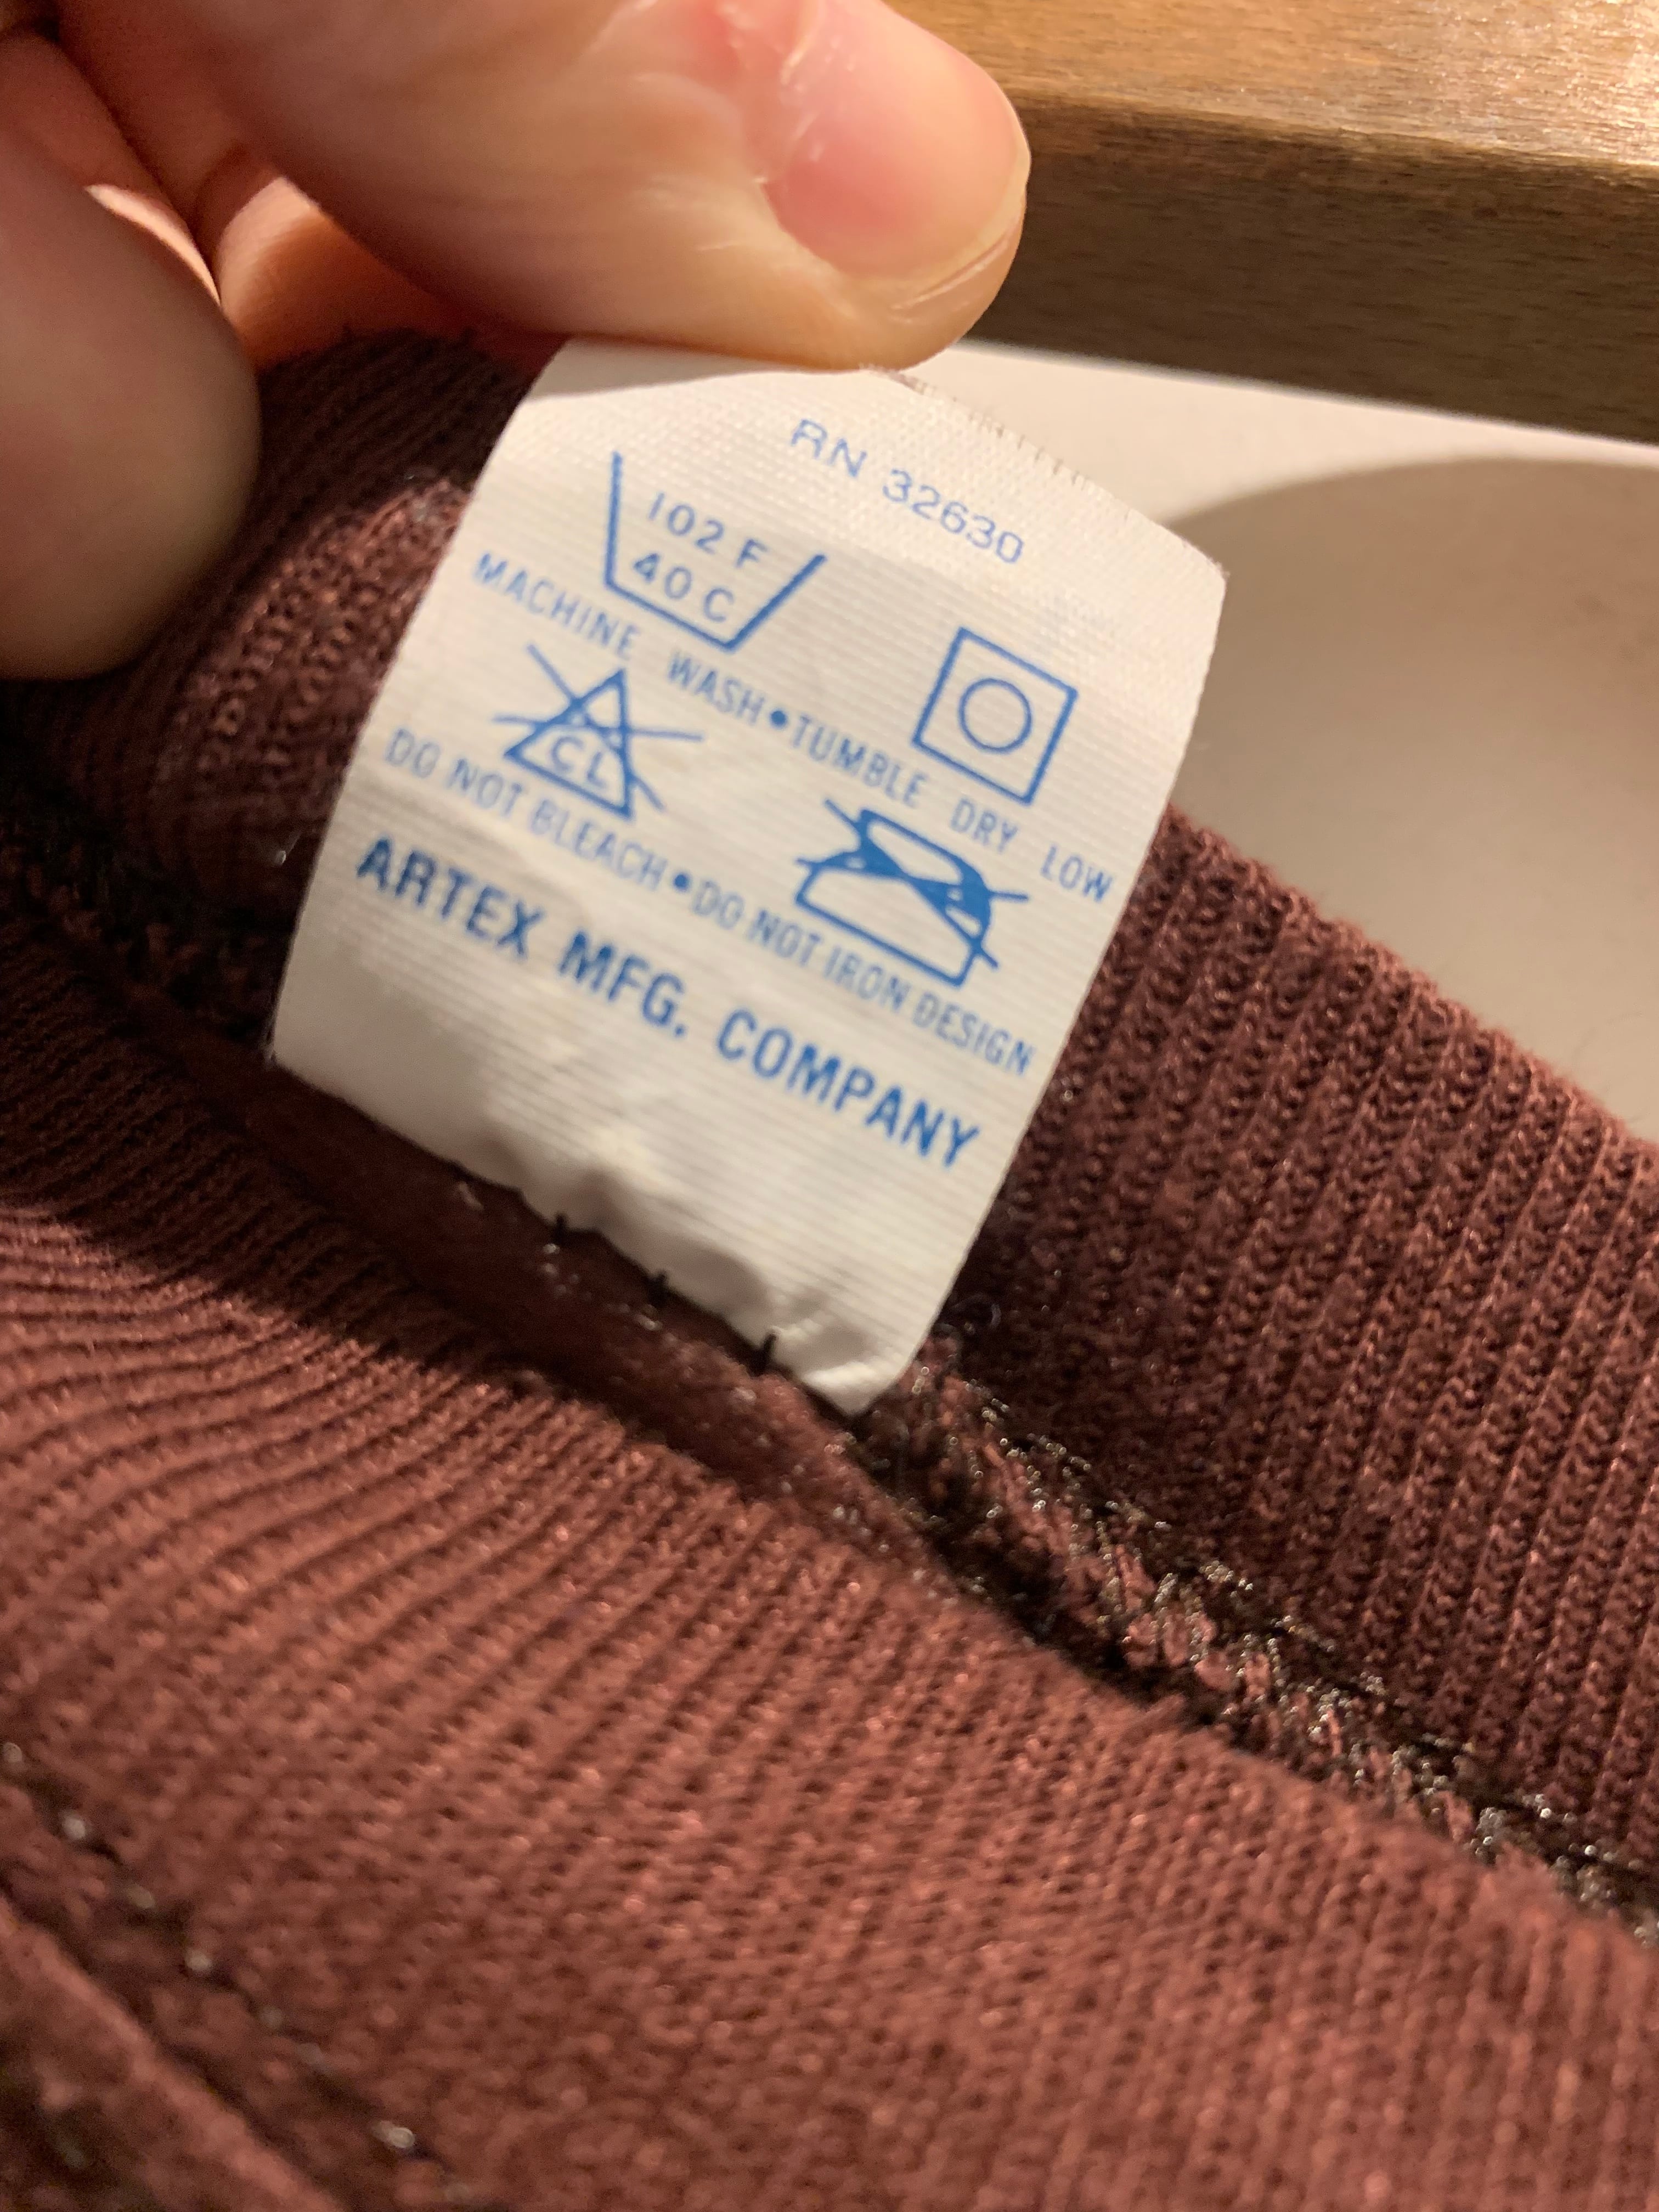 RN 32630
102 F
40 C
MACHINE WASH•TUMBLE DRY LOW
CL
DO NOT BLEACH•DO NOT IRON DESIGN
ARTEX MFG. COMPANY